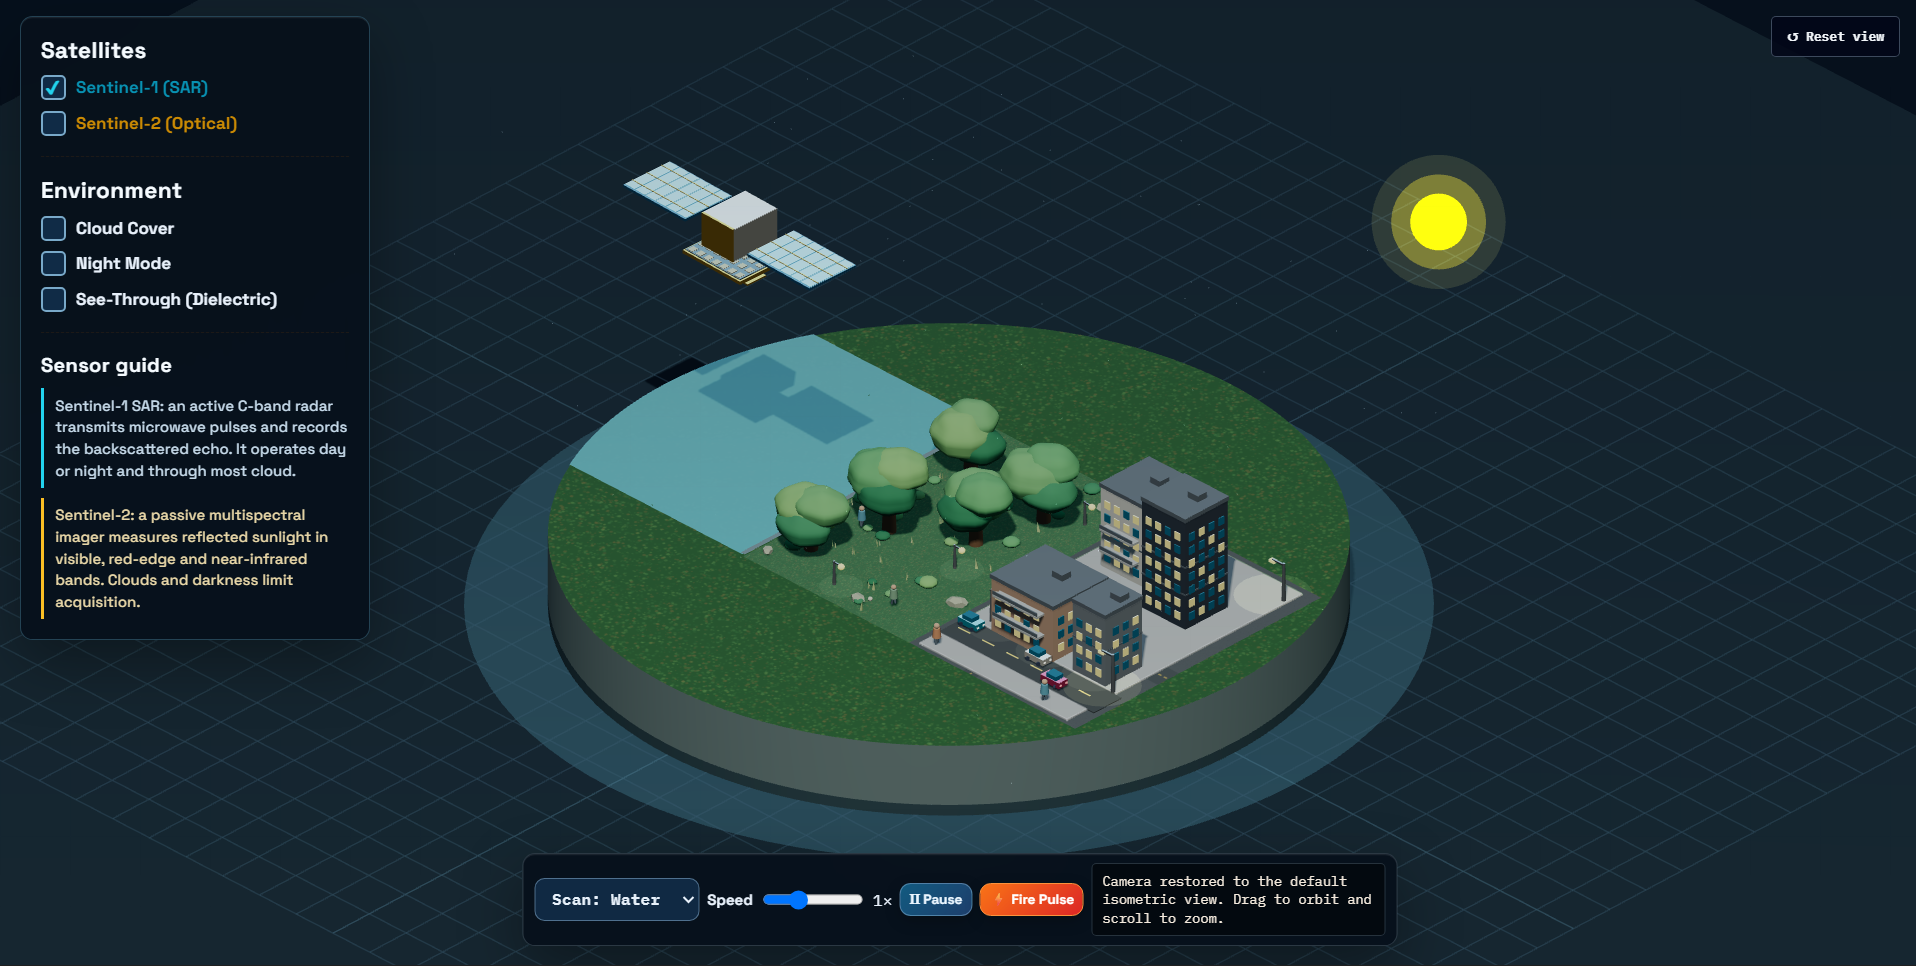 Satellites
Sentinel-1 (SAR)
Sentinel-2 (Optical)
Environment
Cloud Cover
Night Mode
See-Through (Dielectric)
Sensor guide
Sentinel-1 SAR: an active C-band radar
transmits microwave pulses and records
the backscattered echo. It operates day
or night and through most cloud.
Sentinel-2: a passive multispectral
imager measures reflected sunlight in
visible, red-edge and near-infrared
bands. Clouds and darkness limit
acquisition.
↺ Reset view
Scan: Water
Speed
1×
Pause
Fire Pulse
Camera restored to the default
isometric view. Drag to orbit and
scroll to zoom.